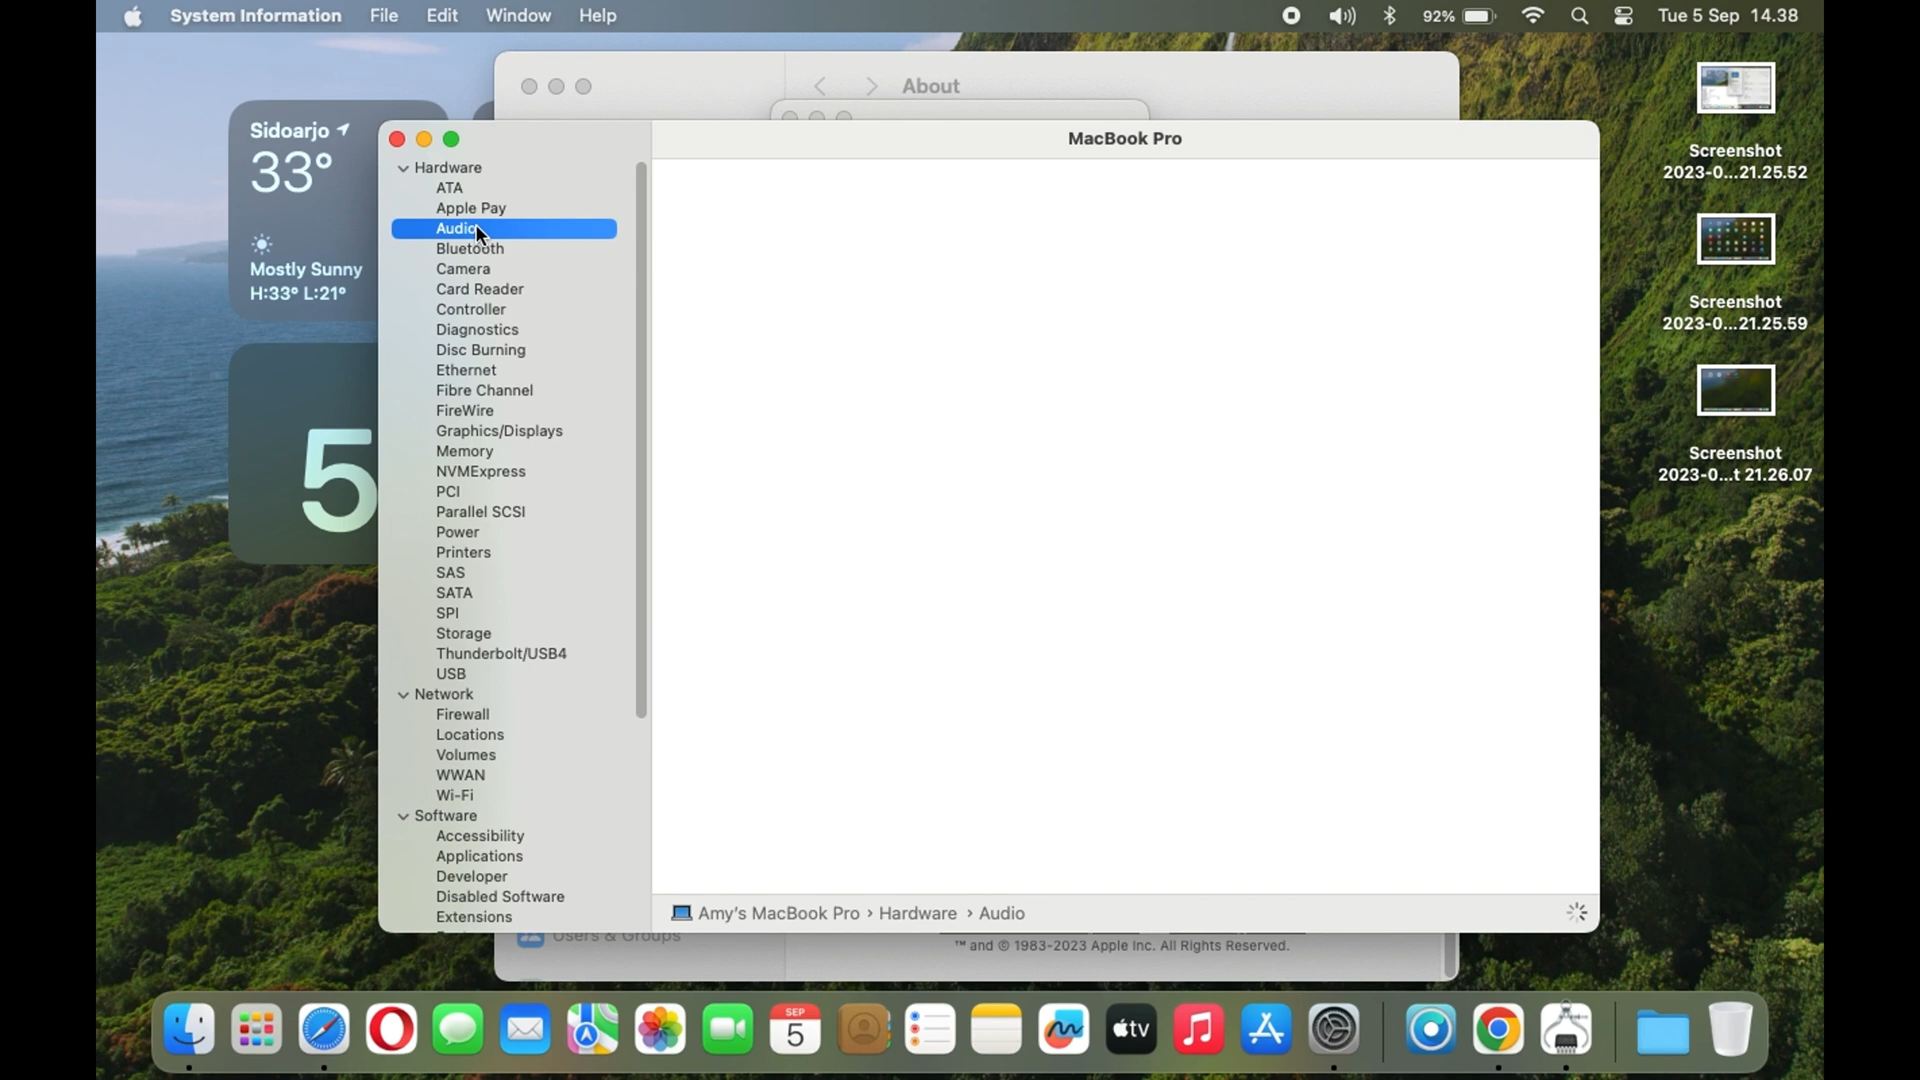 System Information File Edit Window Help
92% Tue 5 Sep 14.38
About
Sidoarjo
33°
Mostly Sunny
H:33° L:21°
5
MacBook Pro
Hardware
ATA
Apple Pay
Audio
Bluetooth
Camera
Card Reader
Controller
Diagnostics
Disc Burning
Ethernet
Fibre Channel
FireWire
Graphics/Displays
Memory
NVMExpress
PCI
Parallel SCSI
Power
Printers
SAS
SATA
SPI
Storage
Thunderbolt/USB4
USB
Network
Firewall
Locations
Volumes
WWAN
Wi-Fi
Software
Accessibility
Applications
Developer
Disabled Software
Extensions
Amy's MacBook Pro › Hardware › Audio
Users & Groups
™ and © 1983-2023 Apple Inc. All Rights Reserved.
Screenshot
2023-0...21.25.52
Screenshot
2023-0...21.25.59
Screenshot
2023-0...t 21.26.07
SEP
5
tv